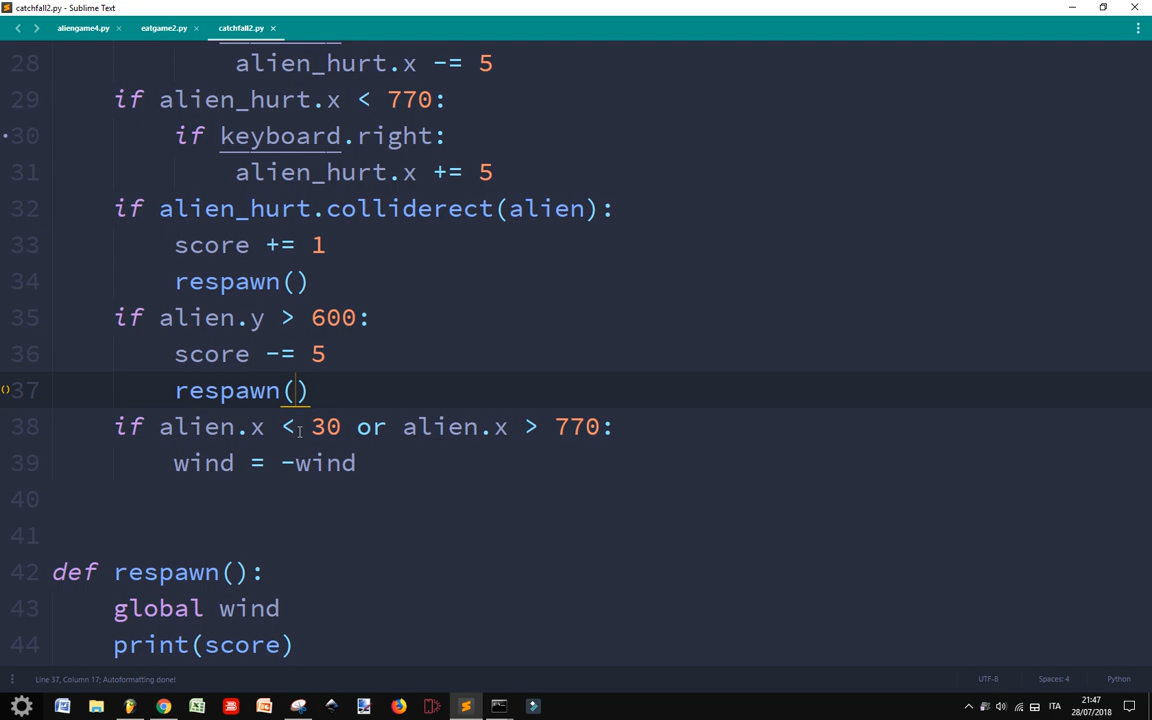 catchfall2.py - Sublime Text
aliengame4.py × eatgame2.py × catchfall2.py ×
28 alien_hurt.x -= 5
29 if alien_hurt.x < 770:
30 if keyboard.right:
31 alien_hurt.x += 5
32 if alien_hurt.colliderect(alien):
33 score += 1
34 respawn()
35 if alien.y > 600:
36 score -= 5
37 respawn()
38 if alien.x < 30 or alien.x > 770:
39 wind = -wind
40
41
42 def respawn():
43 global wind
44 print(score)
Line 37, Column 17; Autoformatting done! UTF-8 Spaces: 4 Python
ITA 21:47
28/07/2018